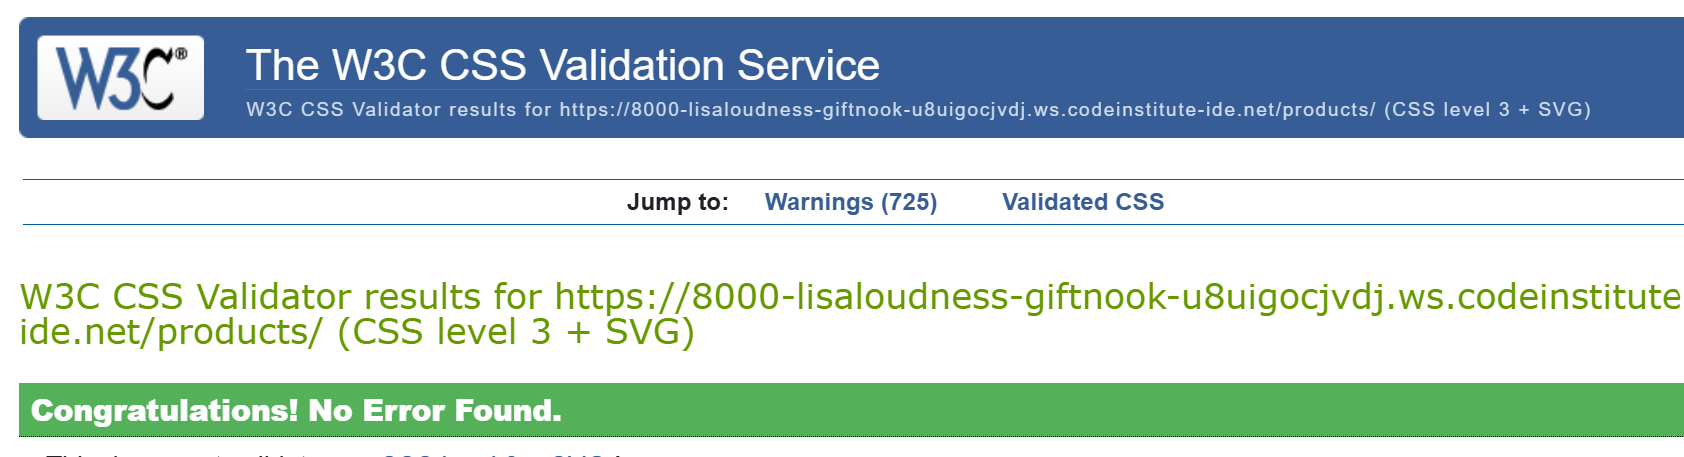 W3C®
The W3C CSS Validation Service
W3C CSS Validator results for https://8000-lisaloudness-giftnook-u8uigocjvdj.ws.codeinstitute-ide.net/products/ (CSS level 3 + SVG)
Jump to: Warnings (725) Validated CSS
W3C CSS Validator results for https://8000-lisaloudness-giftnook-u8uigocjvdj.ws.codeinstitute
ide.net/products/ (CSS level 3 + SVG)
Congratulations! No Error Found.